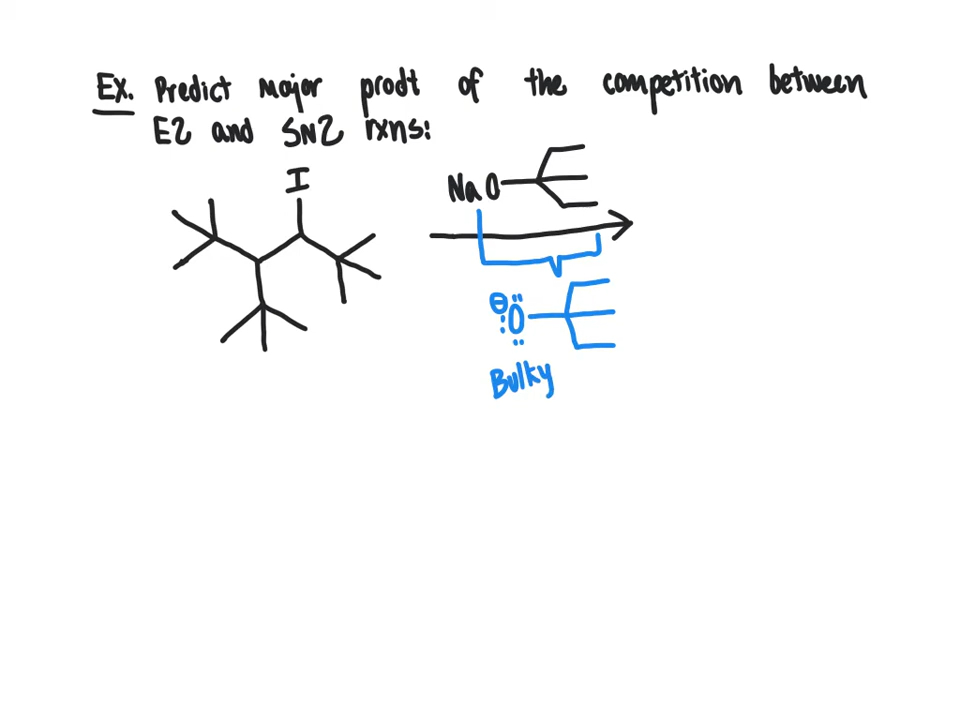 Ex. Predict major prodt of the competition between
E2 and SN2 rxns:
I
NaO
⊖
:Ö:
Bulky